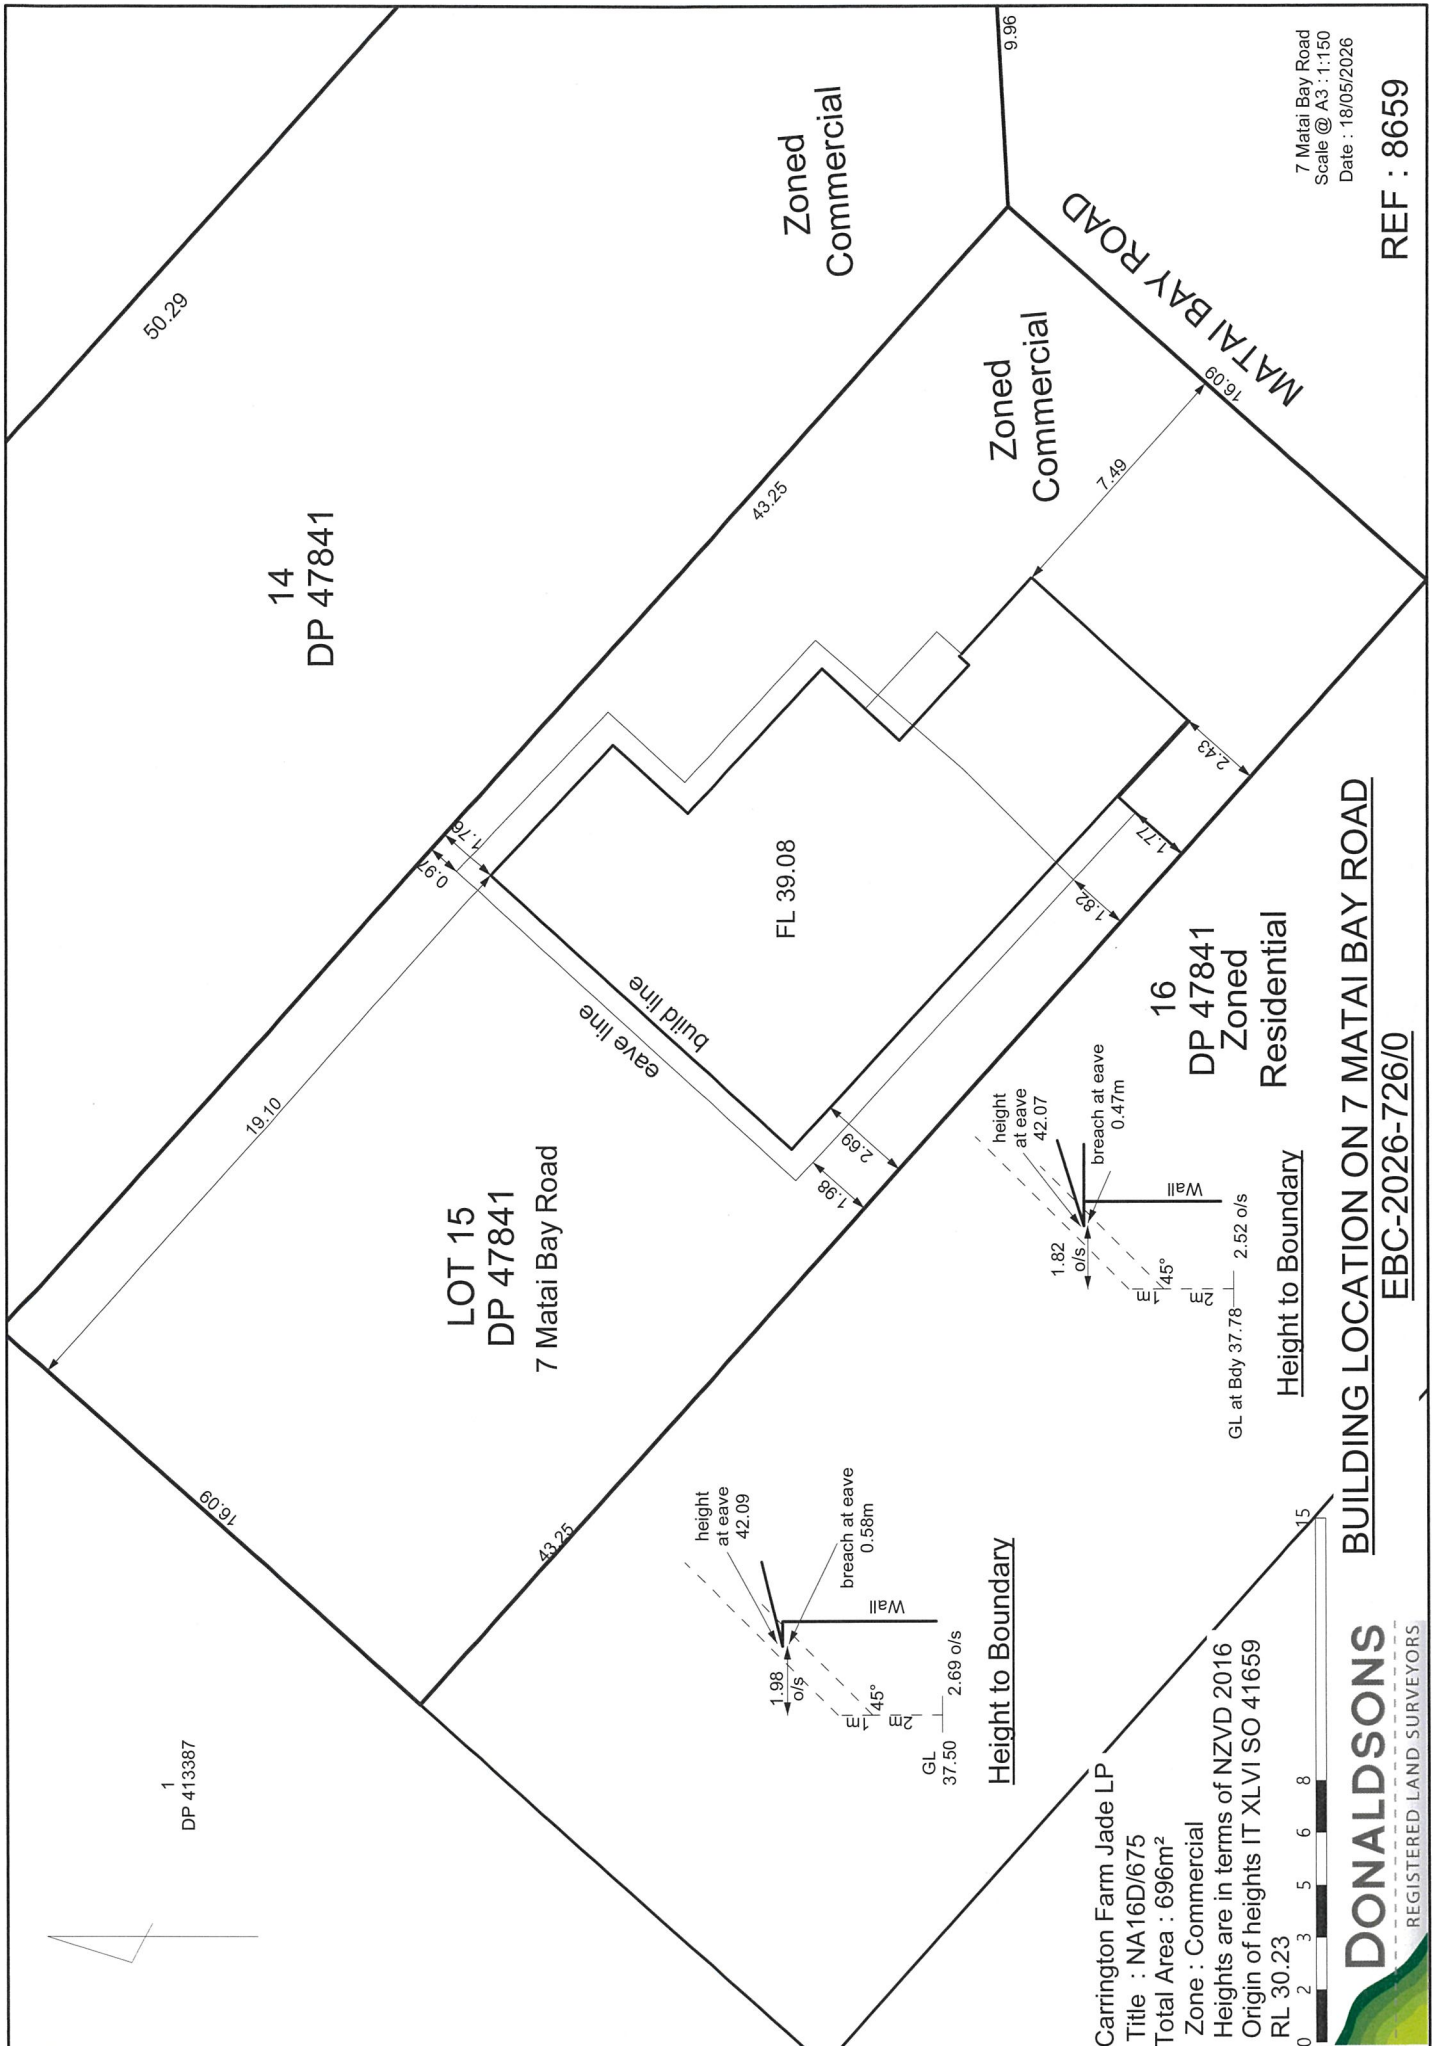 1
DP 413387
14
DP 47841
50.29
Zoned
Commercial
9.96
19.10
16.09
43.25
LOT 15
DP 47841
7 Matai Bay Road
43.25
0.97
1.76
eave line
build line
FL 39.08
Zoned
Commercial
7.49
16.09
MATAI BAY ROAD
1.98
2.69
1.82
1.77
2.43
16
DP 47841
Zoned
Residential
height
at eave
42.09
breach at eave
0.58m
1.98
o/s
Wall
45°
1m
2m
GL
37.50
2.69 o/s
Height to Boundary
height
at eave
42.07
breach at eave
0.47m
1.82
o/s
Wall
45°
1m
2m
GL at Bdy 37.78
2.52 o/s
Height to Boundary
Carrington Farm Jade LP
Title : NA16D/675
Total Area : 696m²
Zone : Commercial
Heights are in terms of NZVD 2016
Origin of heights IT XLVI SO 41659
RL 30.23
0 2 3 5 6 8 15
DONALDSONS
REGISTERED LAND SURVEYORS
BUILDING LOCATION ON 7 MATAI BAY ROAD
EBC-2026-726/0
7 Matai Bay Road
Scale @ A3 : 1:150
Date : 18/05/2026
REF : 8659